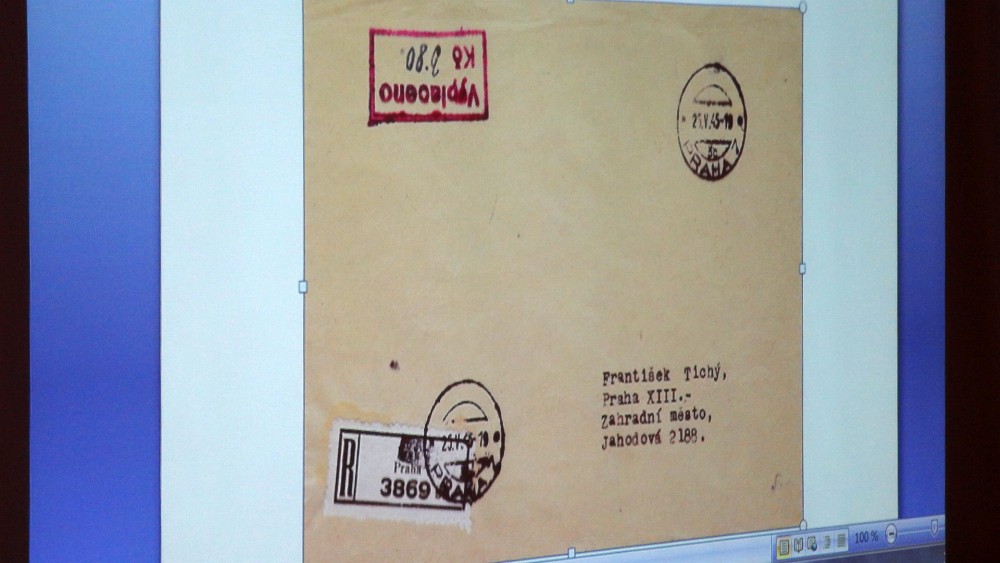 Vyplaceno
Kč 2·80
PRAHA
František Tichý,
Praha XIII.-
Zahradní město,
Jahodová 2188.
R
Praha
3869
PRAHA
100 %